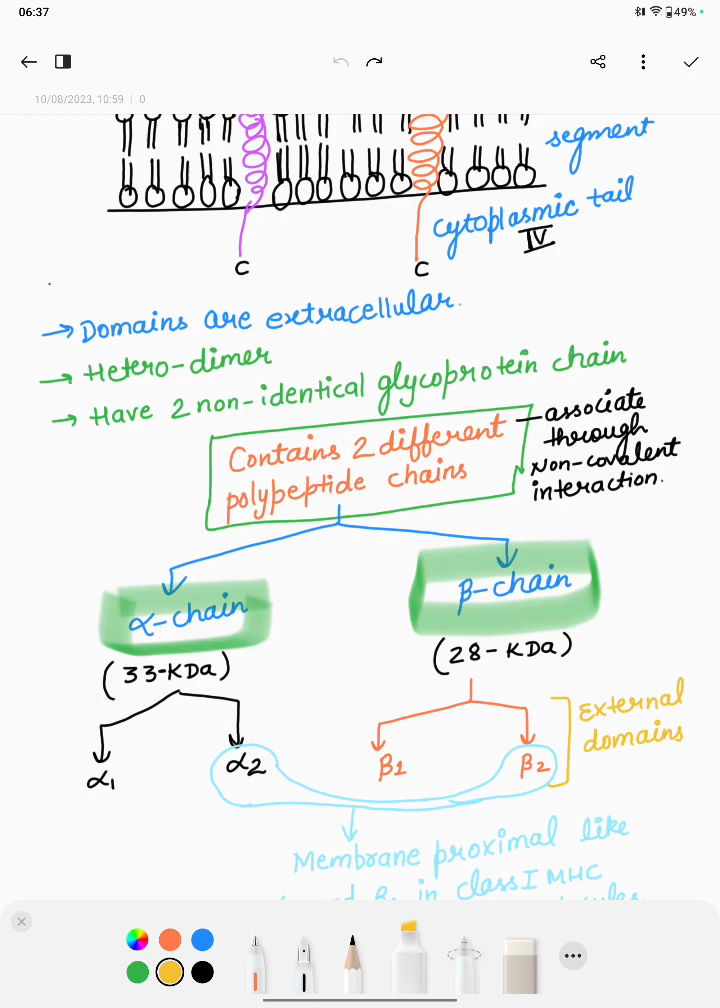 06:37
49%
10/08/2023, 10:59 | 0
segment
cytoplasmic tail
IV
C C
→ Domains are extracellular.
→ Hetero-dimer
→ Have 2 non-identical glycoprotein chain
Contains 2 different
polypeptide chains
associate
through
Non-covalent
interaction.
α-chain
β-chain
(33-KDa)
(28-KDa)
External
domains
α1 α2 β1 β2
Membrane proximal like
in class I MHC